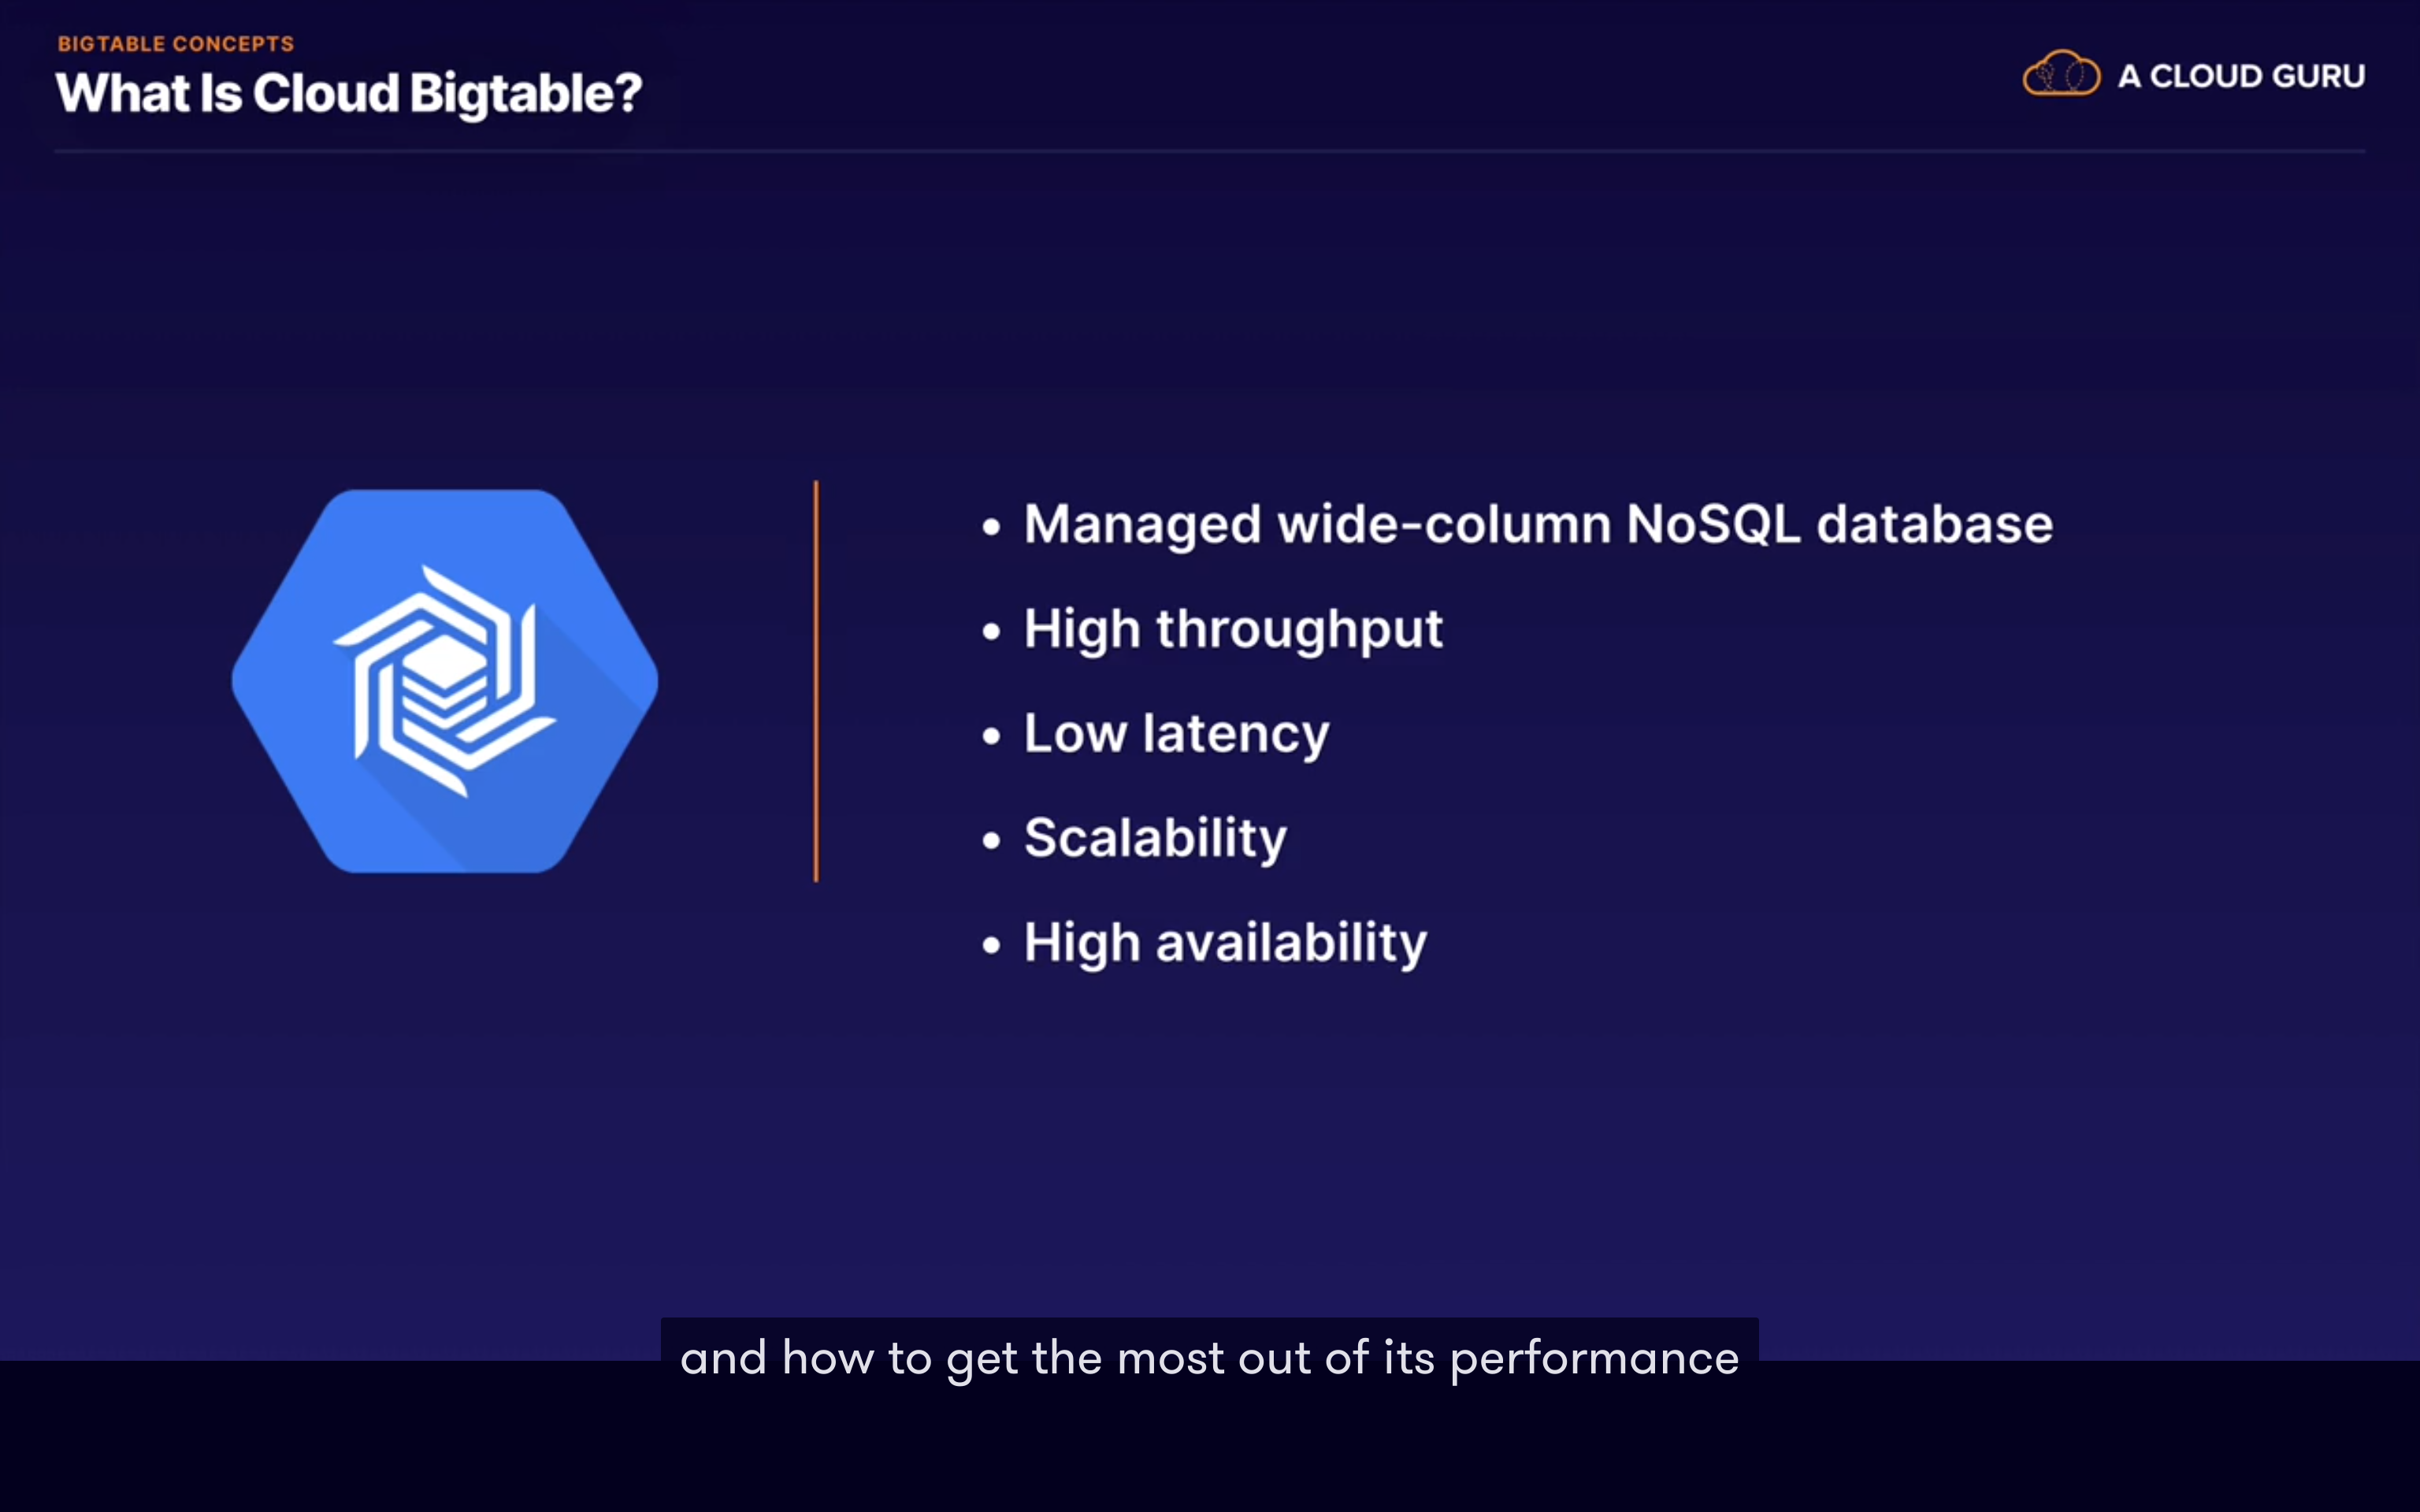 BIGTABLE CONCEPTS
What Is Cloud Bigtable?
A CLOUD GURU
• Managed wide-column NoSQL database
• High throughput
• Low latency
• Scalability
• High availability
and how to get the most out of its performance